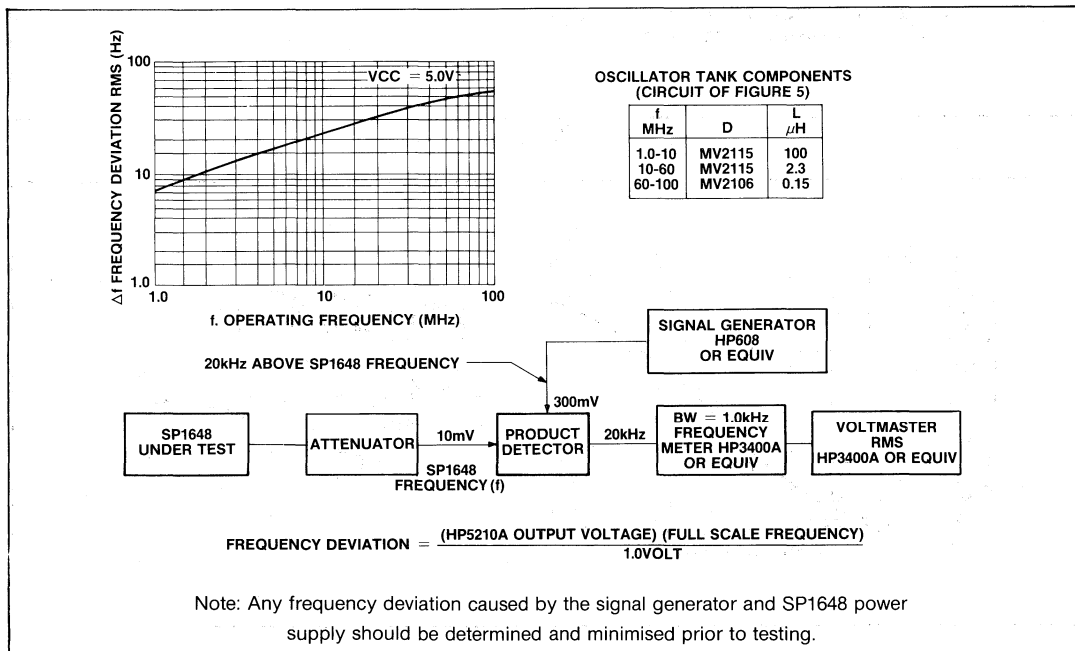 Δf FREQUENCY DEVIATION RMS (Hz)
100
10
1.0
VCC = 5.0V
1.0
10
100
f. OPERATING FREQUENCY (MHz)
OSCILLATOR TANK COMPONENTS
(CIRCUIT OF FIGURE 5)
f MHz D L μH
1.0-10 MV2115 100
10-60 MV2115 2.3
60-100 MV2106 0.15
SIGNAL GENERATOR
HP608
OR EQUIV
20kHz ABOVE SP1648 FREQUENCY
300mV
SP1648
UNDER TEST
ATTENUATOR
10mV
SP1648
FREQUENCY (f)
PRODUCT
DETECTOR
20kHz
BW = 1.0kHz
FREQUENCY
METER HP3400A
OR EQUIV
VOLTMASTER
RMS
HP3400A OR EQUIV
FREQUENCY DEVIATION = (HP5210A OUTPUT VOLTAGE) (FULL SCALE FREQUENCY)
1.0VOLT
Note: Any frequency deviation caused by the signal generator and SP1648 power
supply should be determined and minimised prior to testing.